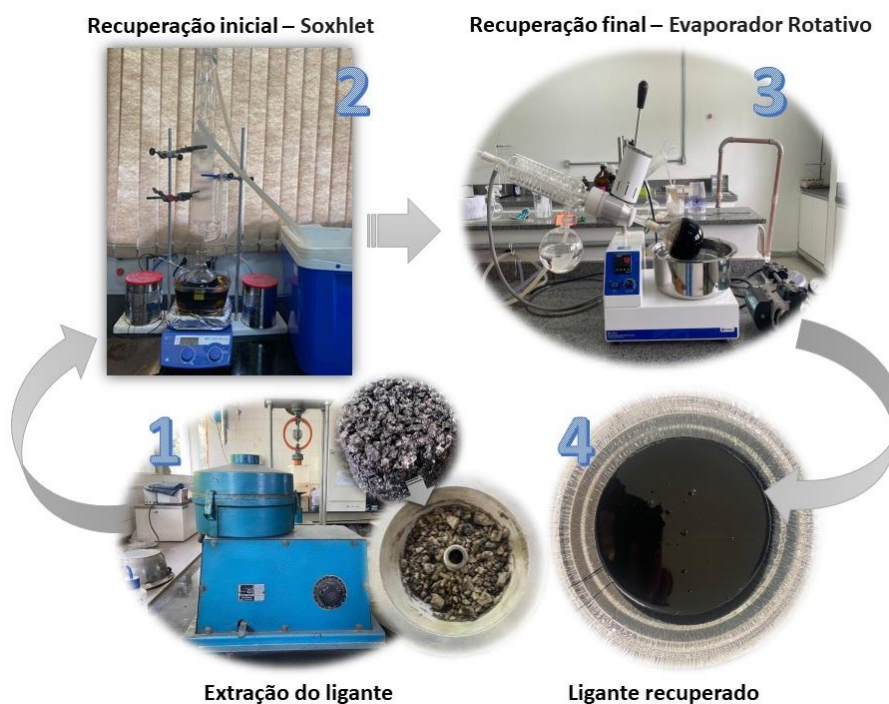 Recuperação inicial – Soxhlet
Recuperação final – Evaporador Rotativo
2
3
1
4
Extração do ligante
Ligante recuperado